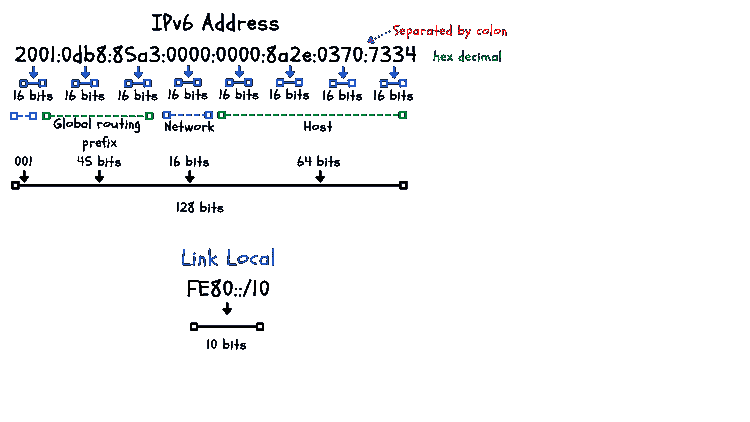 IPv6 Address
Separated by colon
2001:0db8:85a3:0000:0000:8a2e:0370:7334
hex decimal
16 bits 16 bits 16 bits 16 bits 16 bits 16 bits 16 bits 16 bits
Global routing
prefix
Network
Host
001 45 bits 16 bits 64 bits
128 bits
Link Local
FE80::/10
10 bits